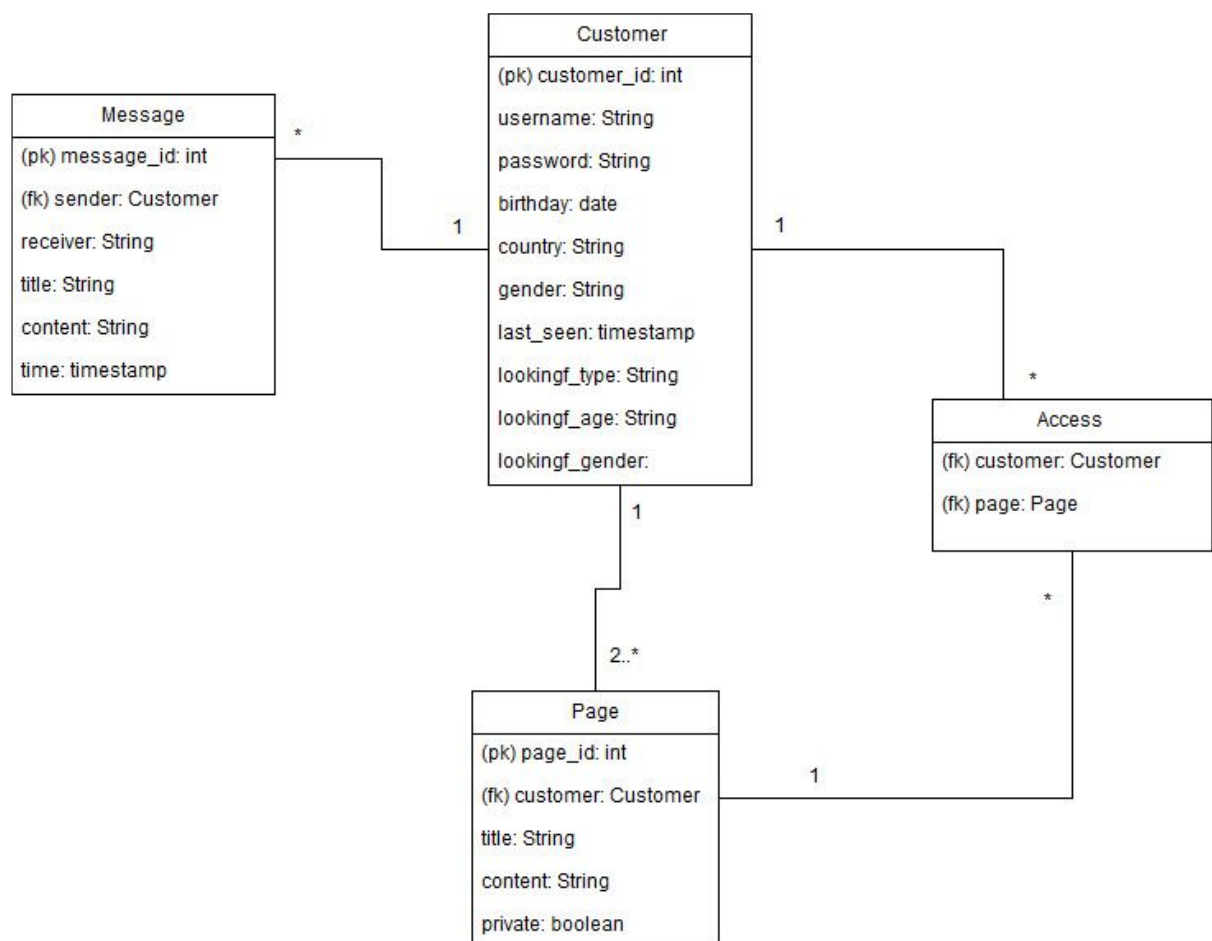 Customer
(pk) customer_id: int
username: String
password: String
birthday: date
country: String
gender: String
last_seen: timestamp
lookingf_type: String
lookingf_age: String
lookingf_gender:
Message
(pk) message_id: int
(fk) sender: Customer
receiver: String
title: String
content: String
time: timestamp
*
1
1
*
Access
(fk) customer: Customer
(fk) page: Page
1
2..*
*
1
Page
(pk) page_id: int
(fk) customer: Customer
title: String
content: String
private: boolean